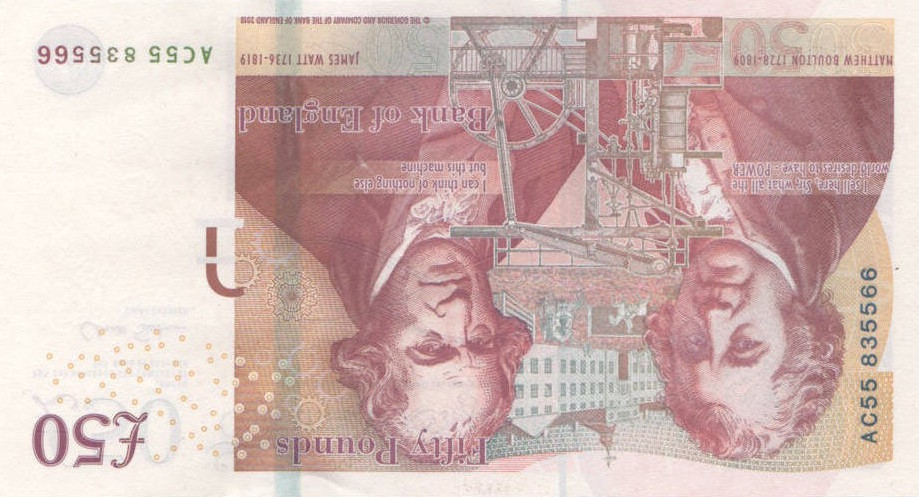 Fifty Pounds
£50
AC55 835566
I sell here, Sir, what all the
world desires to have - POWER
I can think of nothing else
but this machine
Bank of England
MATTHEW BOULTON 1728-1809
JAMES WATT 1736-1819
AC55 835566
© THE GOVERNOR AND COMPANY OF THE BANK OF ENGLAND 2010